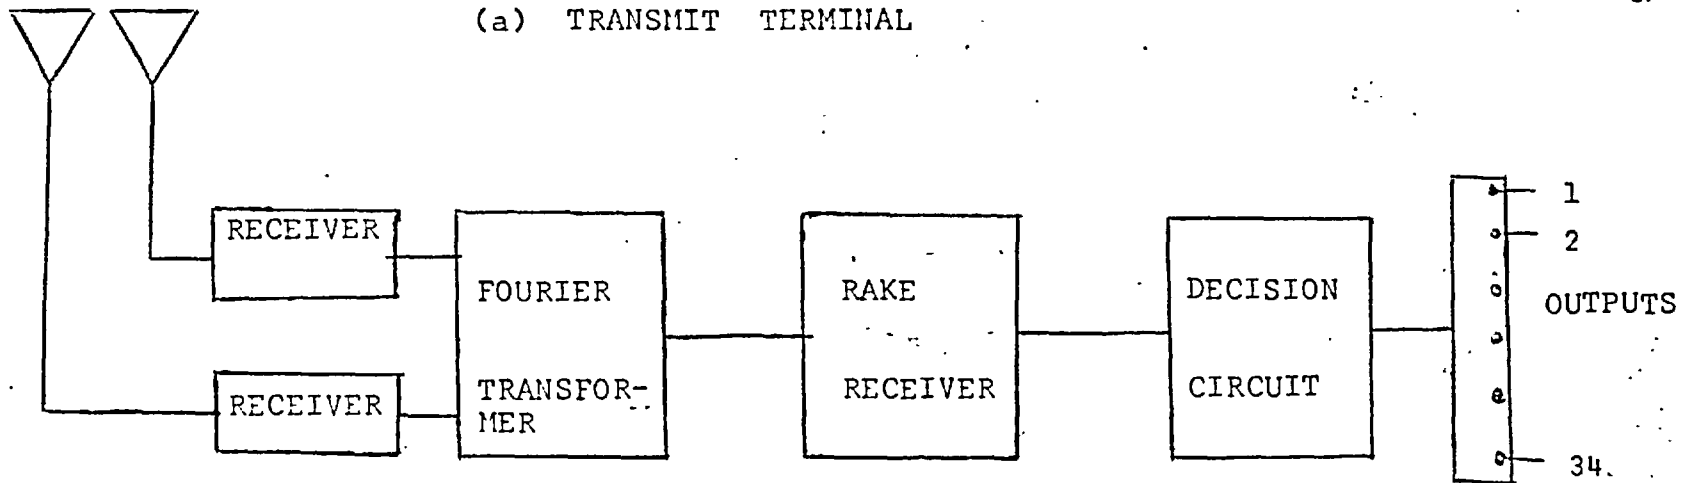 (a) TRANSMIT TERMINAL
RECEIVER
RECEIVER
FOURIER
TRANSFOR-
MER
RAKE
RECEIVER
DECISION
CIRCUIT
1
2
OUTPUTS
34.